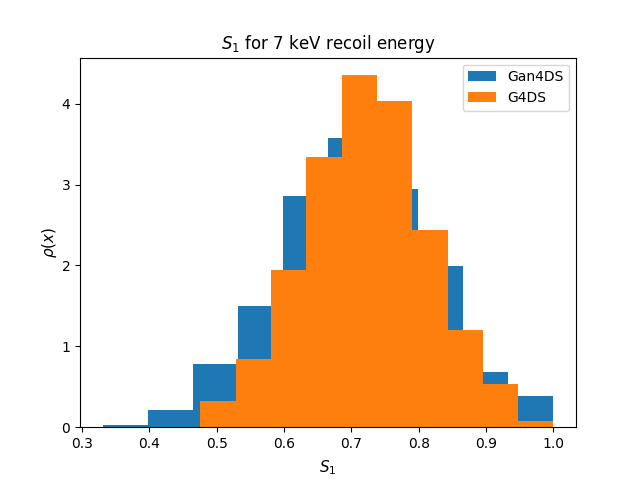 S₁ for 7 keV recoil energy
Gan4DS
G4DS
ρ(x)
4
3
2
1
0
0.3 0.4 0.5 0.6 0.7 0.8 0.9 1.0
S₁